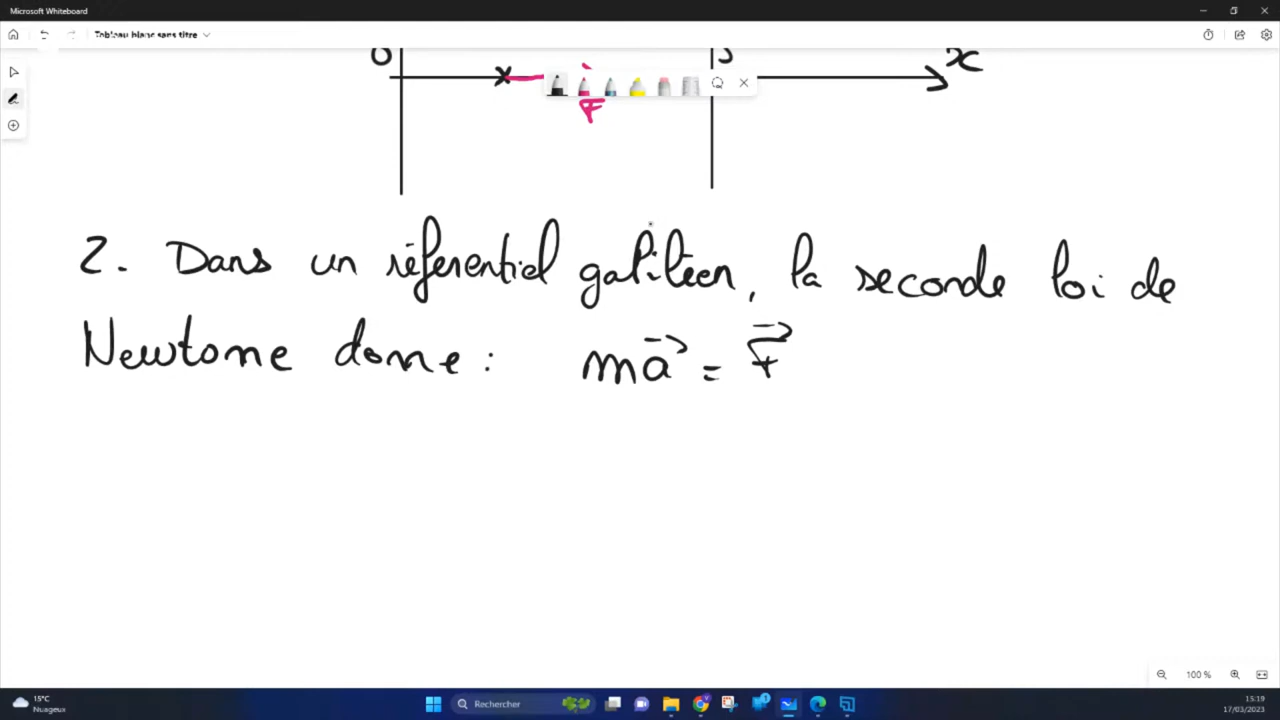 Microsoft Whiteboard
Tableau blanc sans titre
0
x
F
2. Dans un référentiel galiléen, la seconde loi de
Newtone donne : ma⃗ = F⃗
100 %
15°C
Nuageux
Rechercher
15:19
17/03/2023